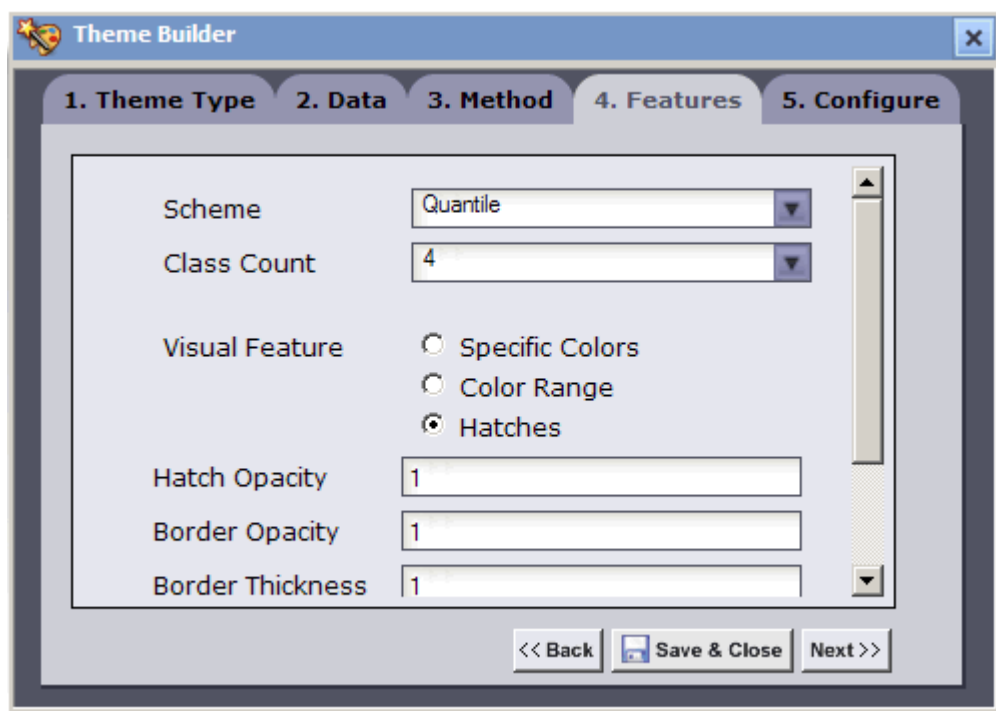 Theme Builder
1. Theme Type 2. Data 3. Method 4. Features 5. Configure
Scheme Quantile
Class Count 4
Visual Feature Specific Colors
Color Range
Hatches
Hatch Opacity 1
Border Opacity 1
Border Thickness 1
<< Back Save & Close Next >>